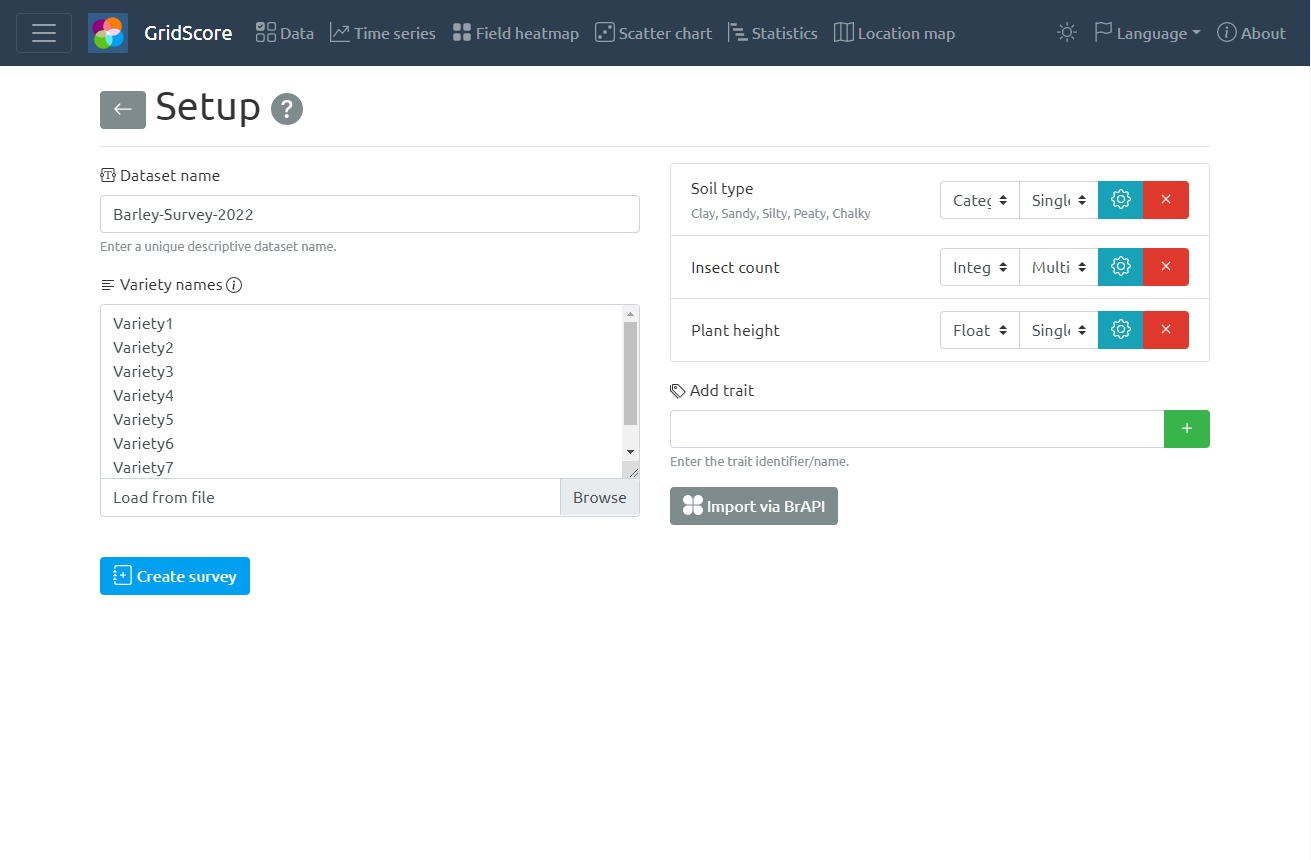 GridScore Data Time series Field heatmap Scatter chart Statistics Location map Language About
Setup ?
Dataset name
Barley-Survey-2022
Enter a unique descriptive dataset name.
Variety names
Variety1
Variety2
Variety3
Variety4
Variety5
Variety6
Variety7
Load from file Browse
Create survey
Soil type
Clay, Sandy, Silty, Peaty, Chalky
Categ Single
Insect count Integ Multi
Plant height Float Single
Add trait
+
Enter the trait identifier/name.
Import via BrAPI